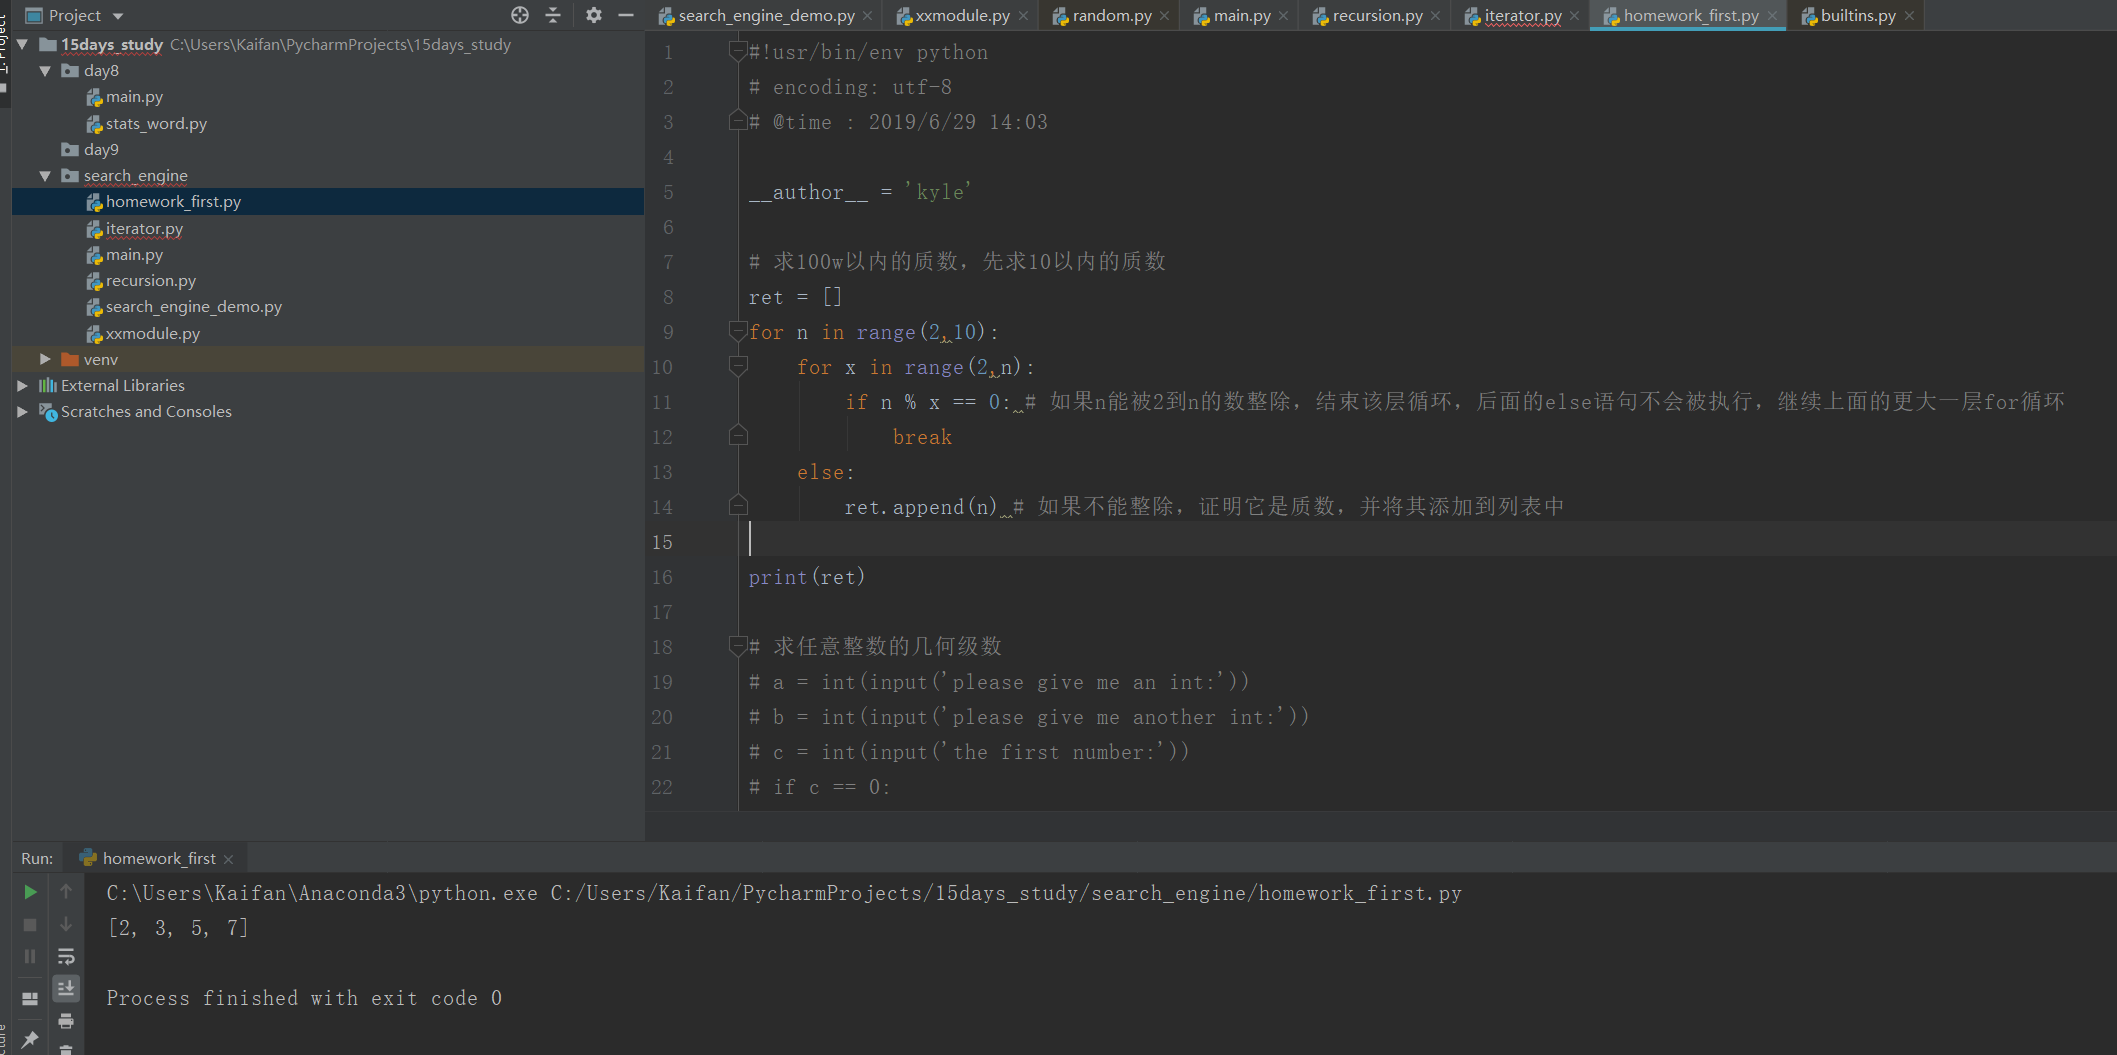 Project
search_engine_demo.py
xxmodule.py
random.py
main.py
recursion.py
iterator.py
homework_first.py
builtins.py
15days_study C:\Users\Kaifan\PycharmProjects\15days_study
day8
main.py
stats_word.py
day9
search_engine
homework_first.py
iterator.py
main.py
recursion.py
search_engine_demo.py
xxmodule.py
venv
External Libraries
Scratches and Consoles
1 #!usr/bin/env python
2 # encoding: utf-8
3 # @time : 2019/6/29 14:03
4
5 __author__ = 'kyle'
6
7 # 求100w以内的质数，先求10以内的质数
8 ret = []
9 for n in range(2,10):
10 for x in range(2,n):
11 if n % x == 0: # 如果n能被2到n的数整除，结束该层循环，后面的else语句不会被执行，继续上面的更大一层for循环
12 break
13 else:
14 ret.append(n) # 如果不能整除，证明它是质数，并将其添加到列表中
15
16 print(ret)
17
18 # 求任意整数的几何级数
19 # a = int(input('please give me an int:'))
20 # b = int(input('please give me another int:'))
21 # c = int(input('the first number:'))
22 # if c == 0:
Run: homework_first
C:\Users\Kaifan\Anaconda3\python.exe C:/Users/Kaifan/PycharmProjects/15days_study/search_engine/homework_first.py
[2, 3, 5, 7]
Process finished with exit code 0